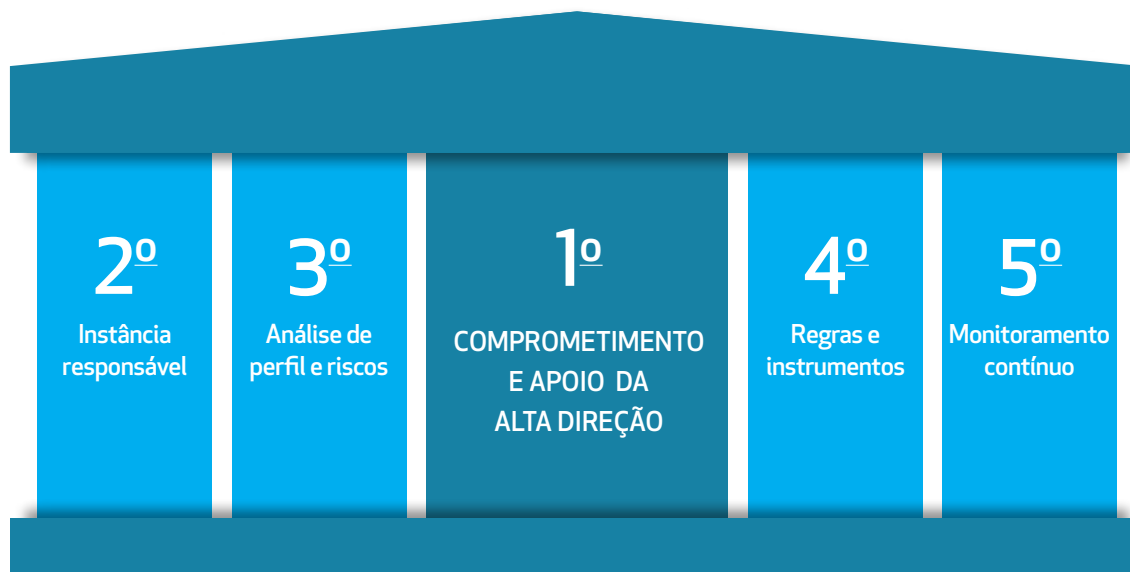 2º
Instância
responsável
3º
Análise de
perfil e riscos
1º
COMPROMETIMENTO
E APOIO DA
ALTA DIREÇÃO
4º
Regras e
instrumentos
5º
Monitoramento
contínuo